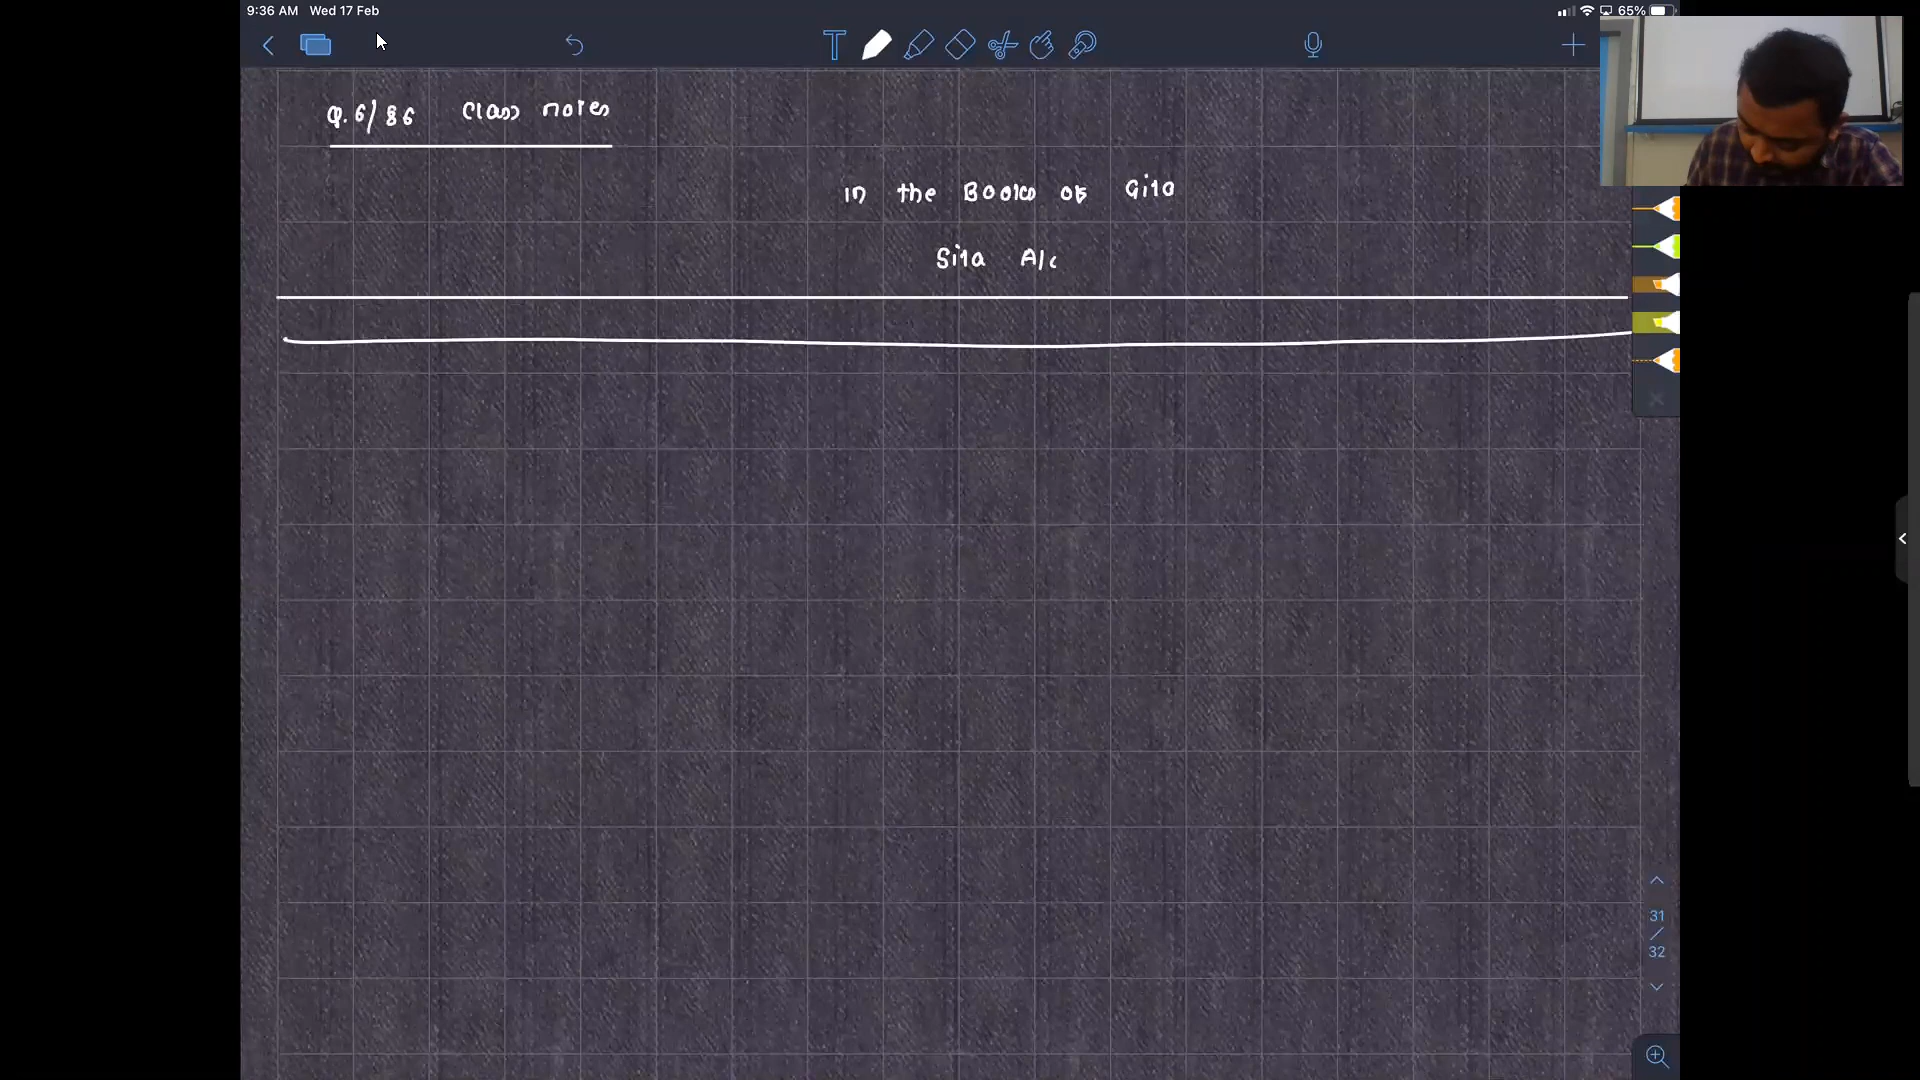 9:36 AM Wed 17 Feb
65%
Q.6/86 Class notes
in the Books of Gita
Sita A/c
31
/
32